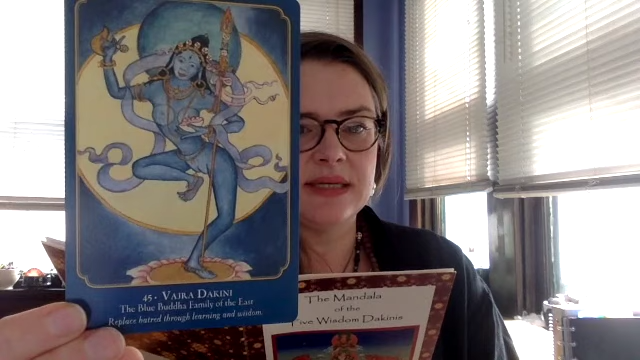 45 • VAJRA DAKINI
The Blue Buddha Family of the East
Replace hatred through learning and wisdom.
The Mandala
of the
Five Wisdom Dakinis